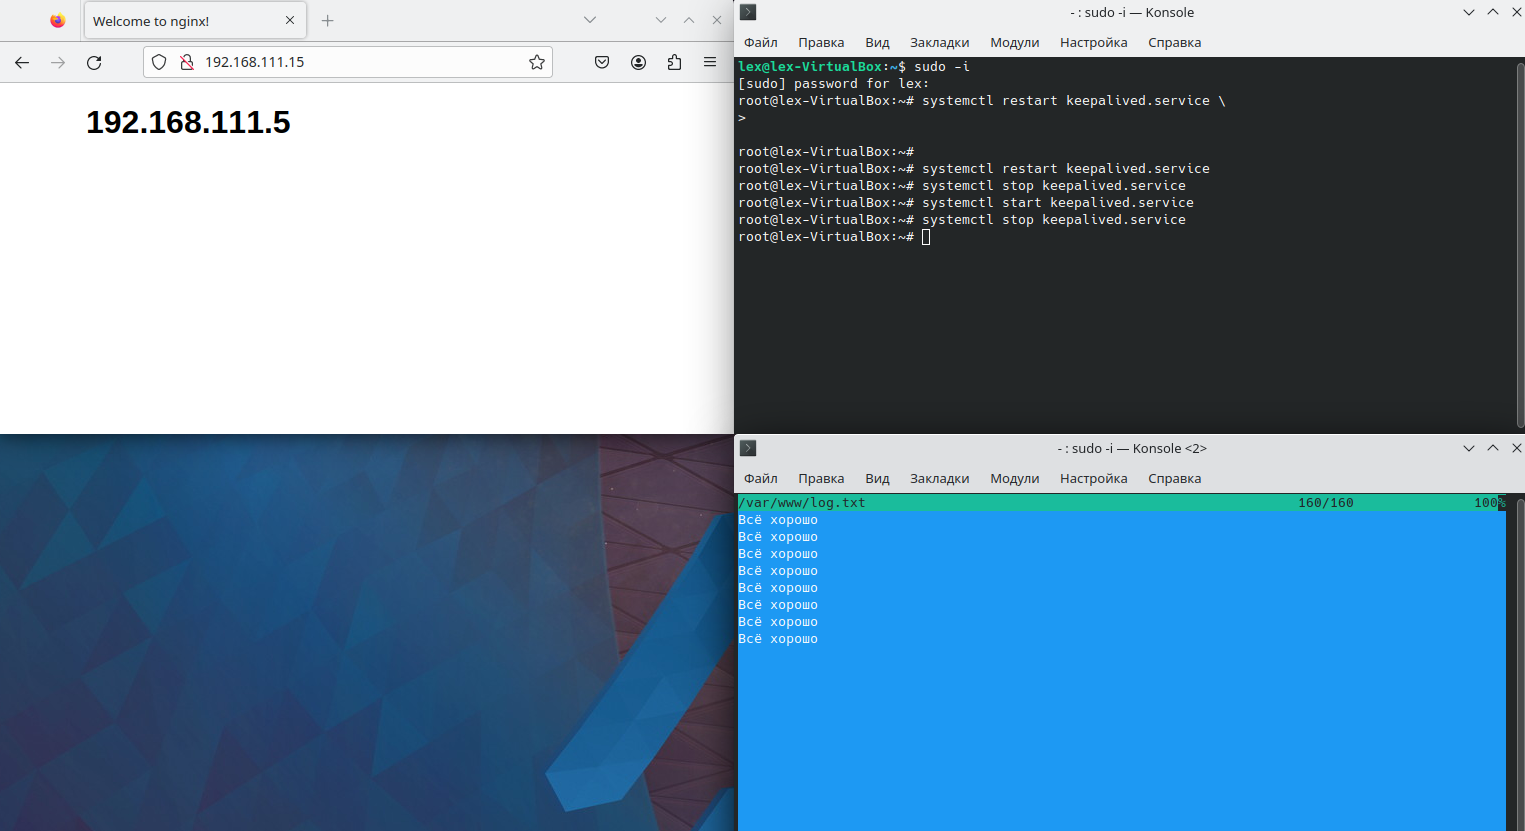 Welcome to nginx!
192.168.111.15
192.168.111.5
- : sudo -i — Konsole
Файл Правка Вид Закладки Модули Настройка Справка
lex@lex-VirtualBox:~$ sudo -i
[sudo] password for lex:
root@lex-VirtualBox:~# systemctl restart keepalived.service \
>
root@lex-VirtualBox:~#
root@lex-VirtualBox:~# systemctl restart keepalived.service
root@lex-VirtualBox:~# systemctl stop keepalived.service
root@lex-VirtualBox:~# systemctl start keepalived.service
root@lex-VirtualBox:~# systemctl stop keepalived.service
root@lex-VirtualBox:~#
- : sudo -i — Konsole <2>
Файл Правка Вид Закладки Модули Настройка Справка
/var/www/log.txt 160/160 100%
Всё хорошо
Всё хорошо
Всё хорошо
Всё хорошо
Всё хорошо
Всё хорошо
Всё хорошо
Всё хорошо